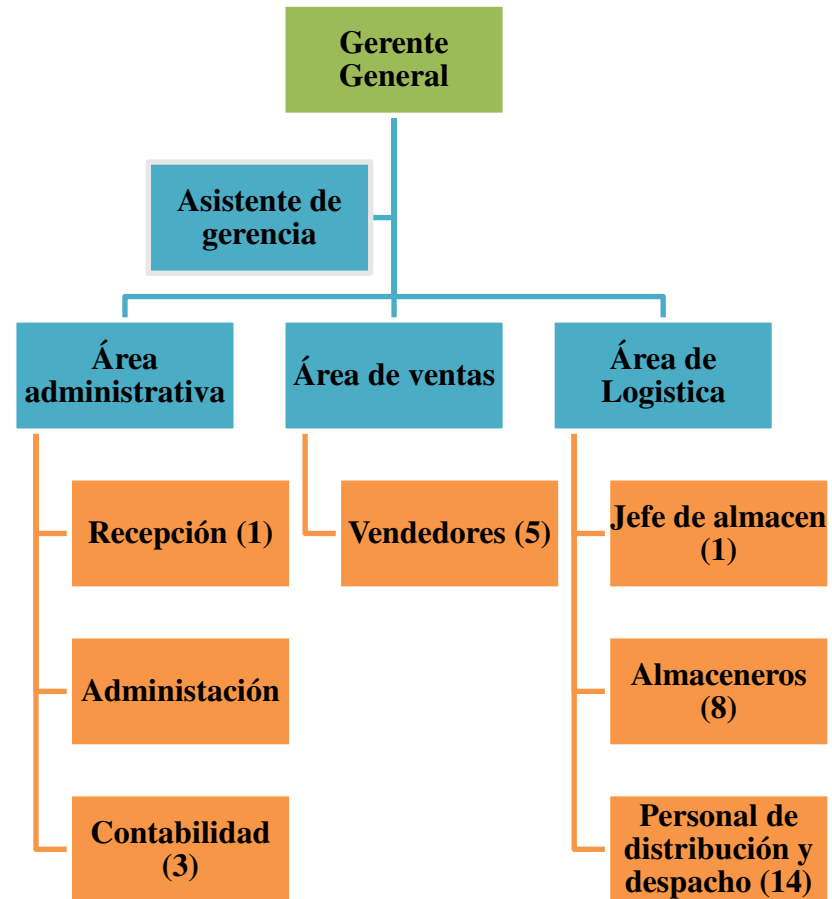 Gerente
General
Asistente de
gerencia
Área
administrativa
Área de ventas
Área de
Logistica
Recepción (1)
Vendedores (5)
Jefe de almacen
(1)
Administación
Almaceneros
(8)
Contabilidad
(3)
Personal de
distribución y
despacho (14)